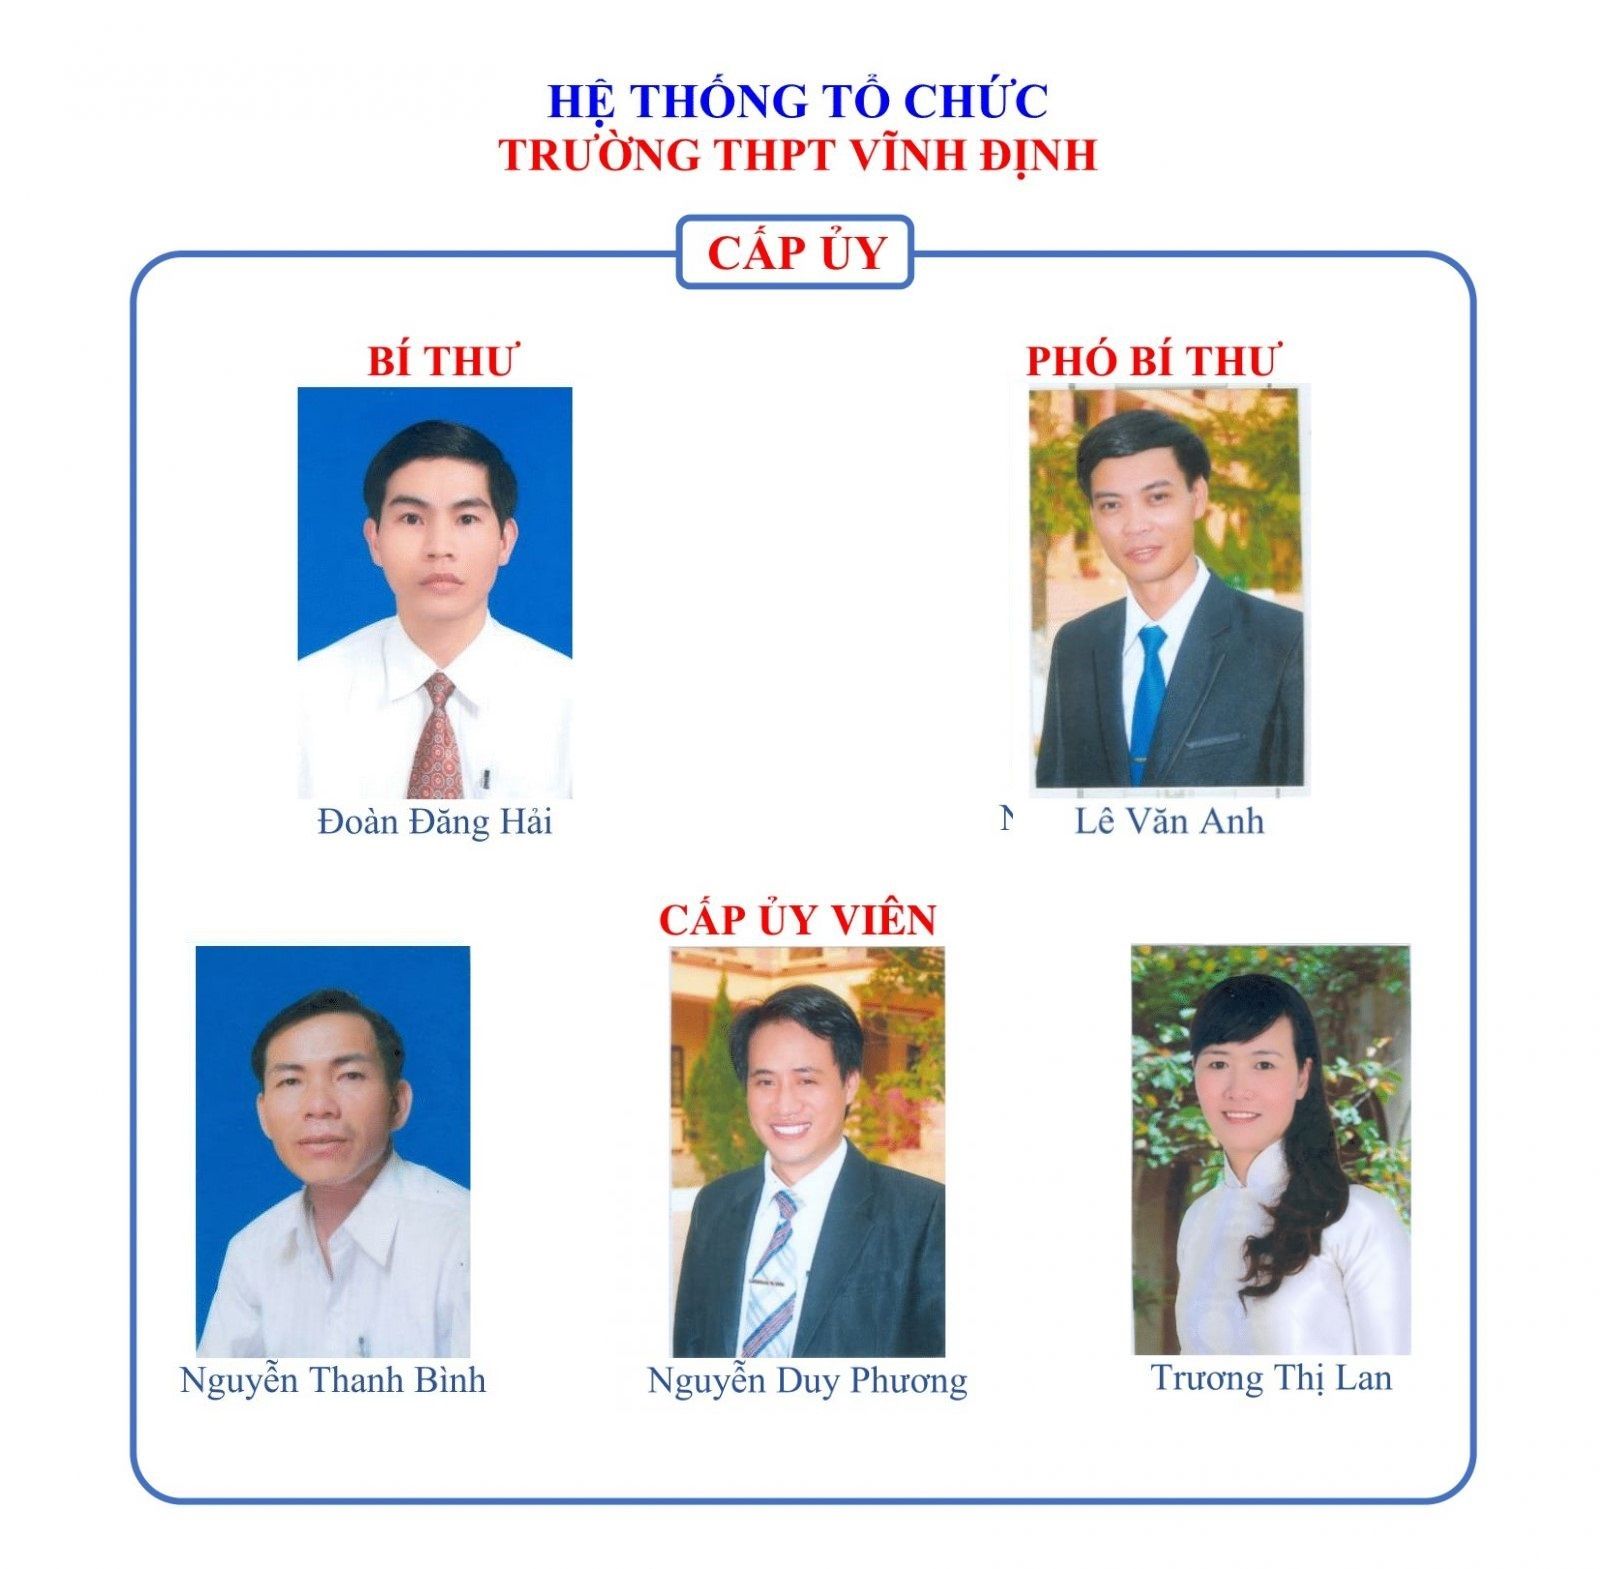 HỆ THỐNG TỔ CHỨC
TRƯỜNG THPT VĨNH ĐỊNH
CẤP ỦY
BÍ THƯ
PHÓ BÍ THƯ
Đoàn Đăng Hải
N Lê Văn Anh
CẤP ỦY VIÊN
Nguyễn Thanh Bình
Nguyễn Duy Phương
Trương Thị Lan